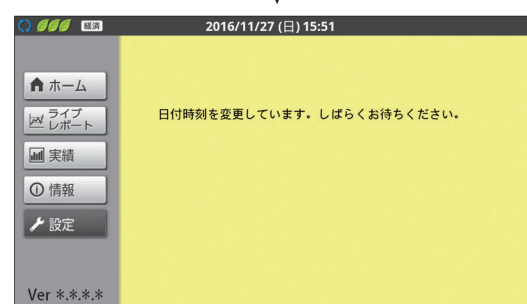 経済
2016/11/27 (日) 15:51
ホーム
ライブ
レポート
実績
情報
設定
日付時刻を変更しています。しばらくお待ちください。
Ver *.*.*.*